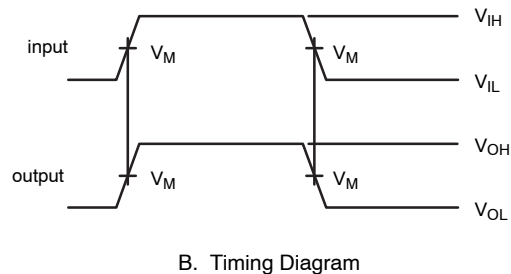 V_IH
input V_M V_M
V_IL
V_OH
output V_M V_M
V_OL
B. Timing Diagram